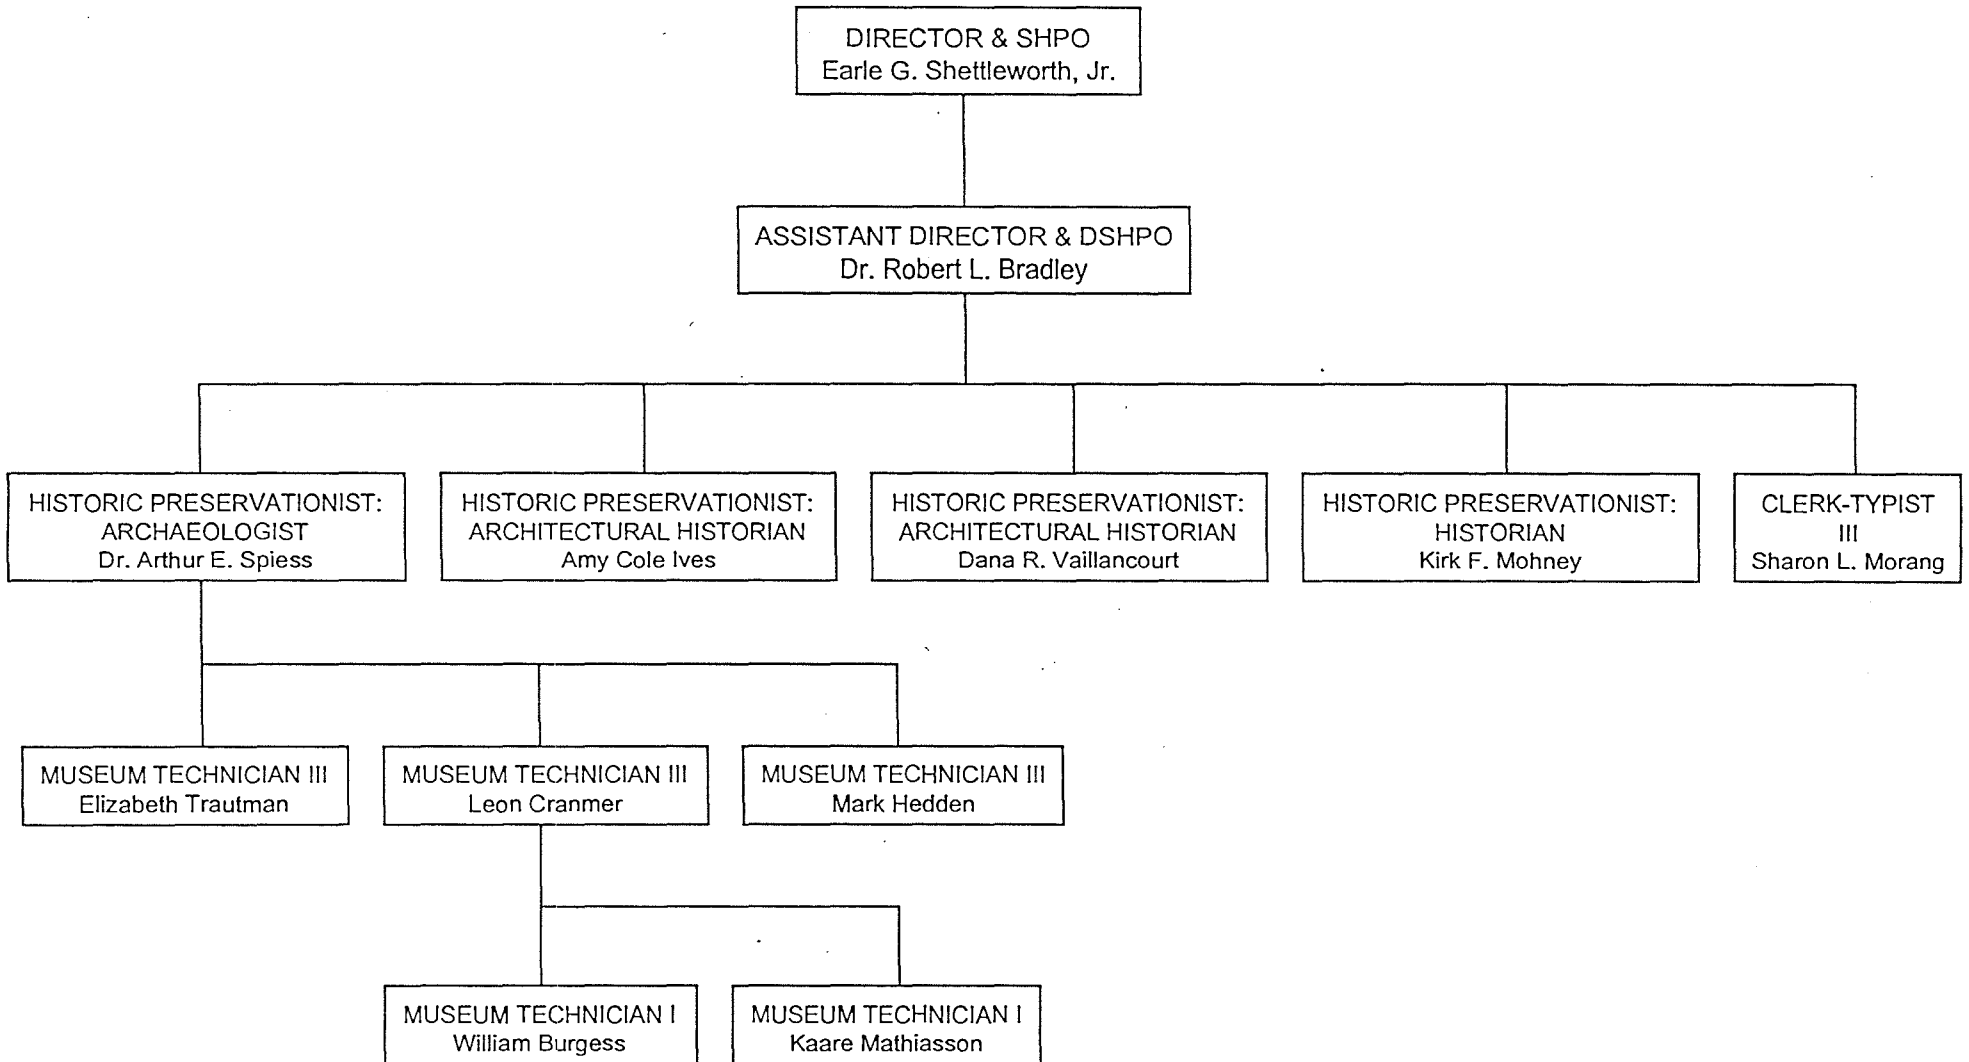 DIRECTOR & SHPO
Earle G. Shettleworth, Jr.
ASSISTANT DIRECTOR & DSHPO
Dr. Robert L. Bradley
HISTORIC PRESERVATIONIST:
ARCHAEOLOGIST
Dr. Arthur E. Spiess
HISTORIC PRESERVATIONIST:
ARCHITECTURAL HISTORIAN
Amy Cole Ives
HISTORIC PRESERVATIONIST:
ARCHITECTURAL HISTORIAN
Dana R. Vaillancourt
HISTORIC PRESERVATIONIST:
HISTORIAN
Kirk F. Mohney
CLERK-TYPIST
III
Sharon L. Morang
MUSEUM TECHNICIAN III
Elizabeth Trautman
MUSEUM TECHNICIAN III
Leon Cranmer
MUSEUM TECHNICIAN III
Mark Hedden
MUSEUM TECHNICIAN I
William Burgess
MUSEUM TECHNICIAN I
Kaare Mathiasson